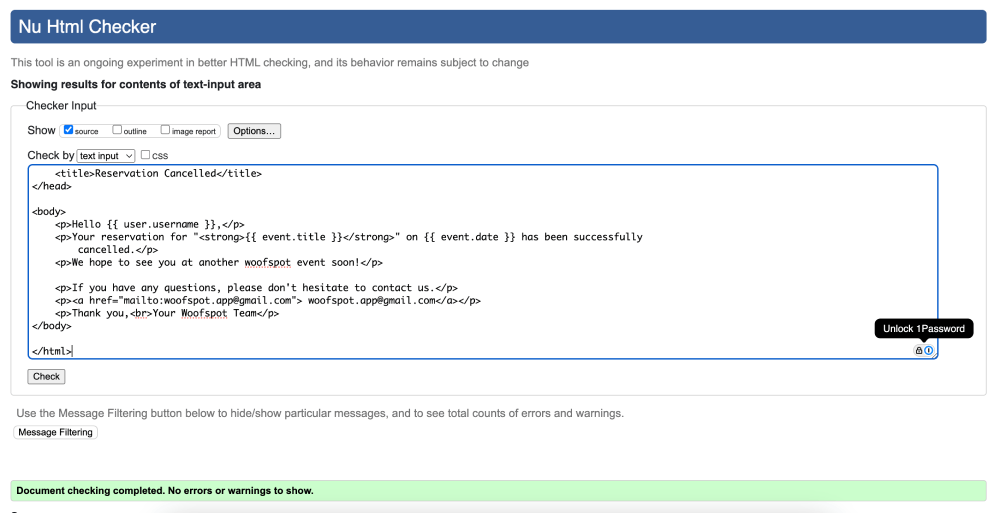 Nu Html Checker
This tool is an ongoing experiment in better HTML checking, and its behavior remains subject to change
Showing results for contents of text-input area
Checker Input
Show source outline image report Options...
Check by text input css
<title>Reservation Cancelled</title>
</head>
<body>
<p>Hello {{ user.username }},</p>
<p>Your reservation for "<strong>{{ event.title }}</strong>" on {{ event.date }} has been successfully
cancelled.</p>
<p>We hope to see you at another woofspot event soon!</p>
<p>If you have any questions, please don't hesitate to contact us.</p>
<p><a href="mailto:woofspot.app@gmail.com"> woofspot.app@gmail.com</a></p>
<p>Thank you,<br>Your Woofspot Team</p>
</body>
Unlock 1Password
</html>
Check
Use the Message Filtering button below to hide/show particular messages, and to see total counts of errors and warnings.
Message Filtering
Document checking completed. No errors or warnings to show.